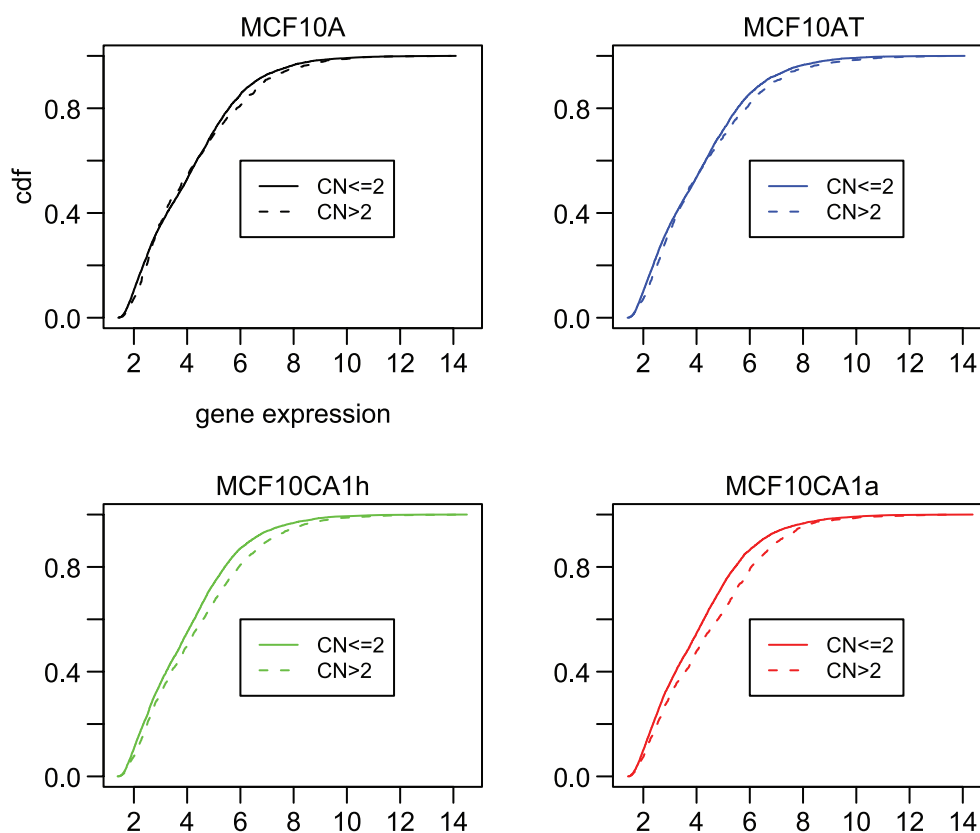 MCF10A
MCF10AT
0.8
0.4
0.0
cdf
CN<=2
CN>2
2 4 6 8 10 12 14
gene expression
0.8
0.4
0.0
CN<=2
CN>2
2 4 6 8 10 12 14
MCF10CA1h
MCF10CA1a
0.8
0.4
0.0
CN<=2
CN>2
2 4 6 8 10 12 14
0.8
0.4
0.0
CN<=2
CN>2
2 4 6 8 10 12 14